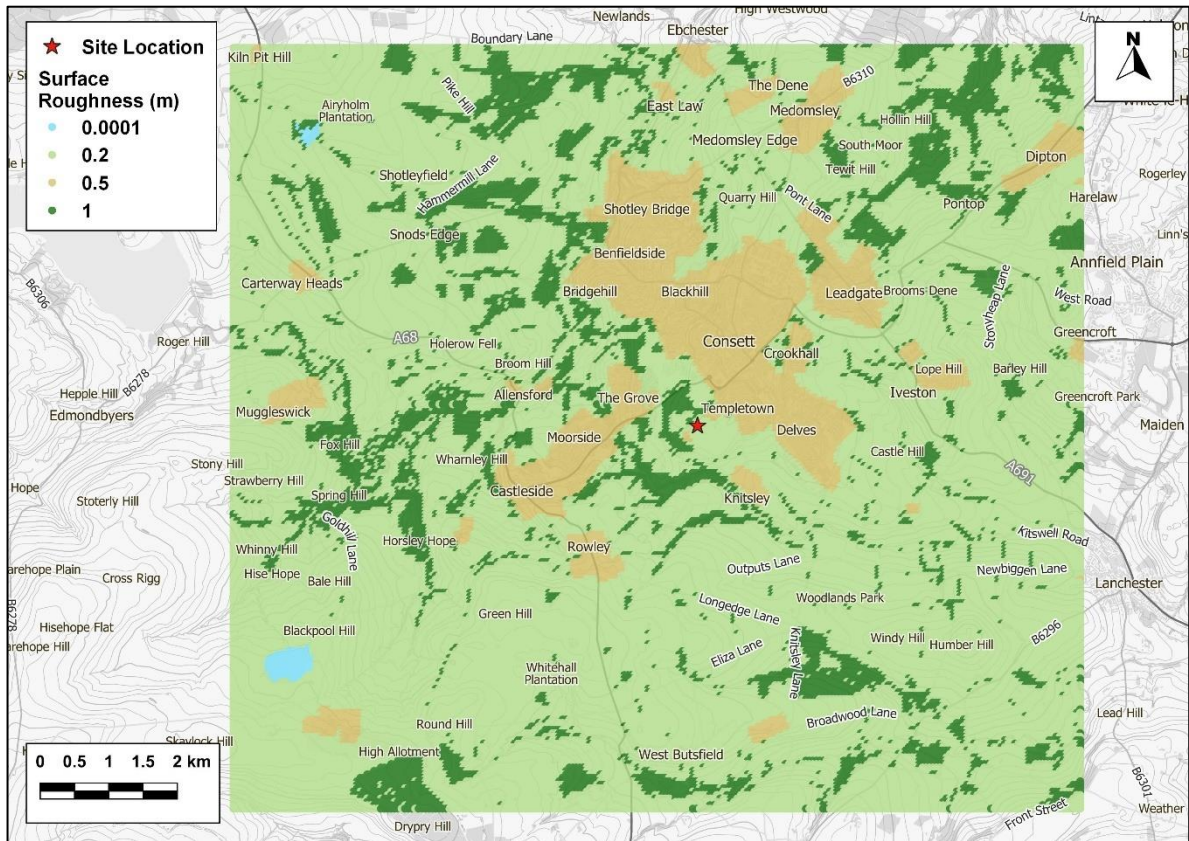 Newlands
High Westwood
Ebchester
Boundary Lane
Kiln Pit Hill
Site Location
Surface
Roughness (m)
0.0001
0.2
0.5
1
N
B6310
The Dene
Pike Hill
East Law
Medomsley
Airyholm
Plantation
Hollin Hill
Medomsley Edge
South Moor
Dipton
Tewit Hill
Rogerley
Shotleyfield
Hammermill Lane
Quarry Hill
Pont Lane
Pontop
Harelaw
Shotley Bridge
Snods Edge
Linn's
Benfieldside
Annfield Plain
Carterway Heads
Bridgehill
Blackhill
Leadgate
Brooms Dene
Stonyheap Lane
West Road
B6306
A68
Greencroft
Roger Hill
Holerow Fell
Consett
Crookhall
Broom Hill
Lope Hill
Barley Hill
B6278
Hepple Hill
Allensford
The Grove
Iveston
Greencroft Park
Edmondbyers
Muggleswick
Templetown
Maiden
Moorside
Delves
Fox Hill
Castle Hill
Stony Hill
Wharnley Hill
A691
Strawberry Hill
Hope
Castleside
Knitsley
Stoterly Hill
Spring Hill
Goldhill Lane
Kitswell Road
Whinny Hill
Horsley Hope
Rowley
Hise Hope
Outputs Lane
Newbiggen Lane
Cross Rigg
Bale Hill
Lanchester
B6278
Longedge Lane
Woodlands Park
Green Hill
Hisehope Flat
Blackpool Hill
Knitsley Lane
Windy Hill
Humber Hill
B6296
Eliza Lane
Whitehall
Plantation
Broadwood Lane
Lead Hill
Round Hill
Skaylock Hill
High Allotment
West Butsfield
0 0.5 1 1.5 2 km
B6301
Front Street
Weather
Drypry Hill